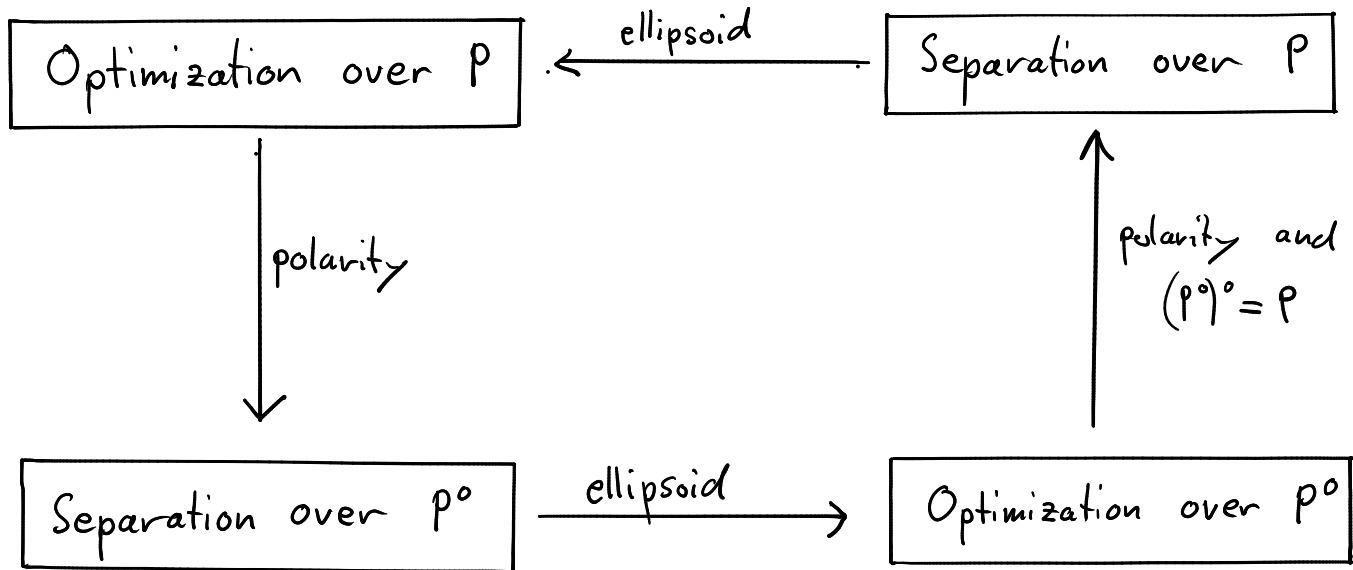 Optimization over P
ellipsoid
Separation over P
polarity
polarity and
(P°)° = P
Separation over P°
ellipsoid
Optimization over P°